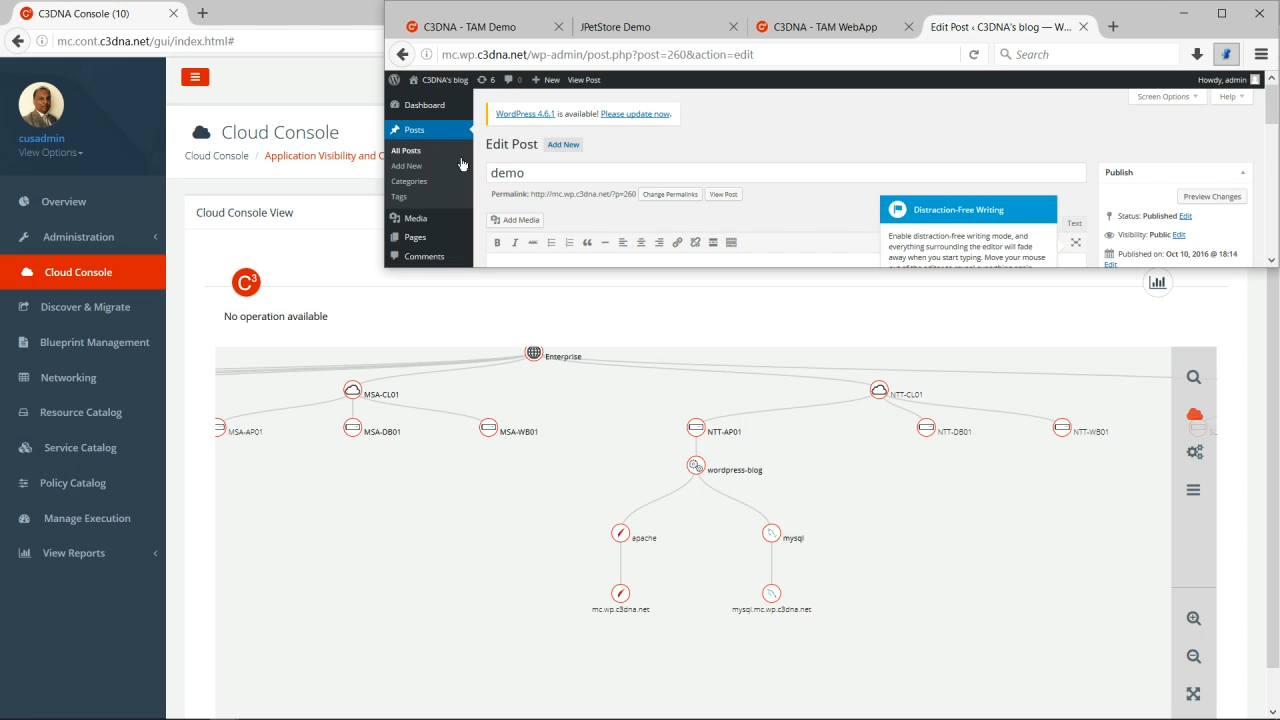 C3DNA Console (10)
mc.cont.c3dna.net/gui/index.html#
cusadmin
View Options
Overview
Administration
Cloud Console
Discover & Migrate
Blueprint Management
Networking
Resource Catalog
Service Catalog
Policy Catalog
Manage Execution
View Reports
Cloud Console
Cloud Console / Application Visibility and C
Cloud Console View
C3DNA - TAM Demo
JPetStore Demo
C3DNA - TAM WebApp
Edit Post ‹ C3DNA's blog — W...
mc.wp.c3dna.net/wp-admin/post.php?post=260&action=edit
Search
C3DNA's blog 6 0 New View Post
Howdy, admin
Dashboard
Posts
All Posts
Add New
Categories
Tags
Media
Pages
Comments
Screen Options
Help
WordPress 4.6.1 is available! Please update now.
Edit Post Add New
demo
Permalink: http://mc.wp.c3dna.net/?p=260 Change Permalinks View Post
Add Media
Text
Distraction-Free Writing
Enable distraction-free writing mode, and
everything surrounding the editor will fade
away when you start typing. Move your mouse
out of the editor to reveal everything again.
Publish
Preview Changes
Status: Published Edit
Visibility: Public Edit
Published on: Oct 10, 2016 @ 18:14
Edit
C3
No operation available
Enterprise
MSA-CL01
NTT-CL01
MSA-AP01
MSA-DB01
MSA-WB01
NTT-AP01
NTT-DB01
NTT-WB01
wordpress-blog
apache
mysql
mc.wp.c3dna.net
mysql.mc.wp.c3dna.net